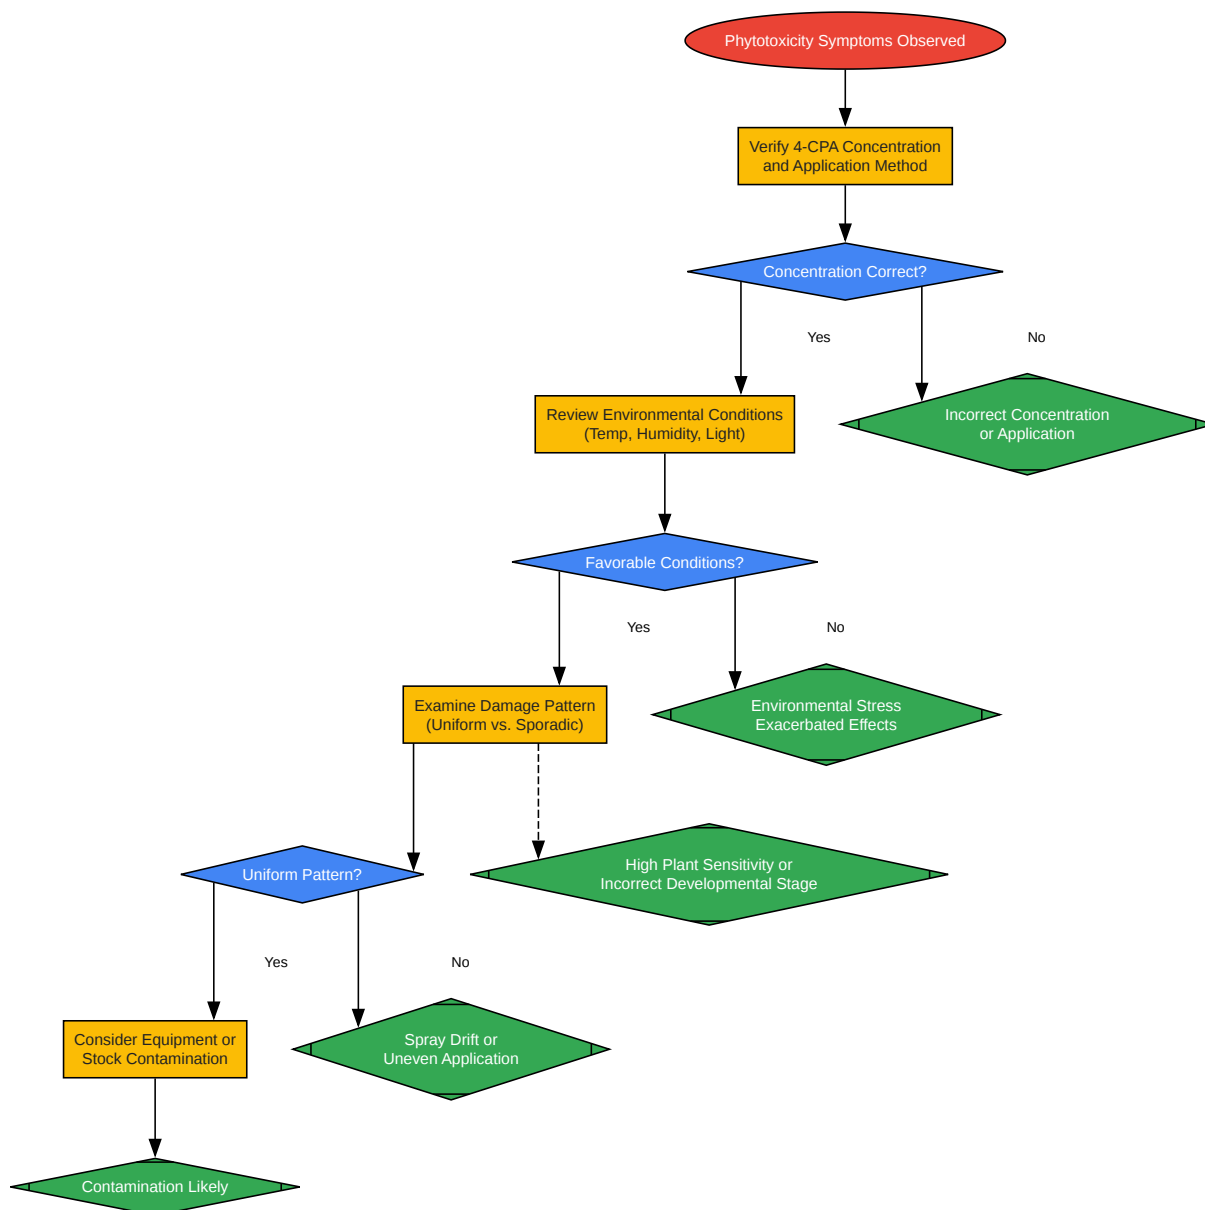 Phytotoxicity Symptoms Observed
Verify 4-CPA Concentration
and Application Method
Concentration Correct?
Yes
No
Review Environmental Conditions
(Temp, Humidity, Light)
Incorrect Concentration
or Application
Favorable Conditions?
Yes
No
Examine Damage Pattern
(Uniform vs. Sporadic)
Environmental Stress
Exacerbated Effects
Uniform Pattern?
High Plant Sensitivity or
Incorrect Developmental Stage
Yes
No
Consider Equipment or
Stock Contamination
Spray Drift or
Uneven Application
Contamination Likely